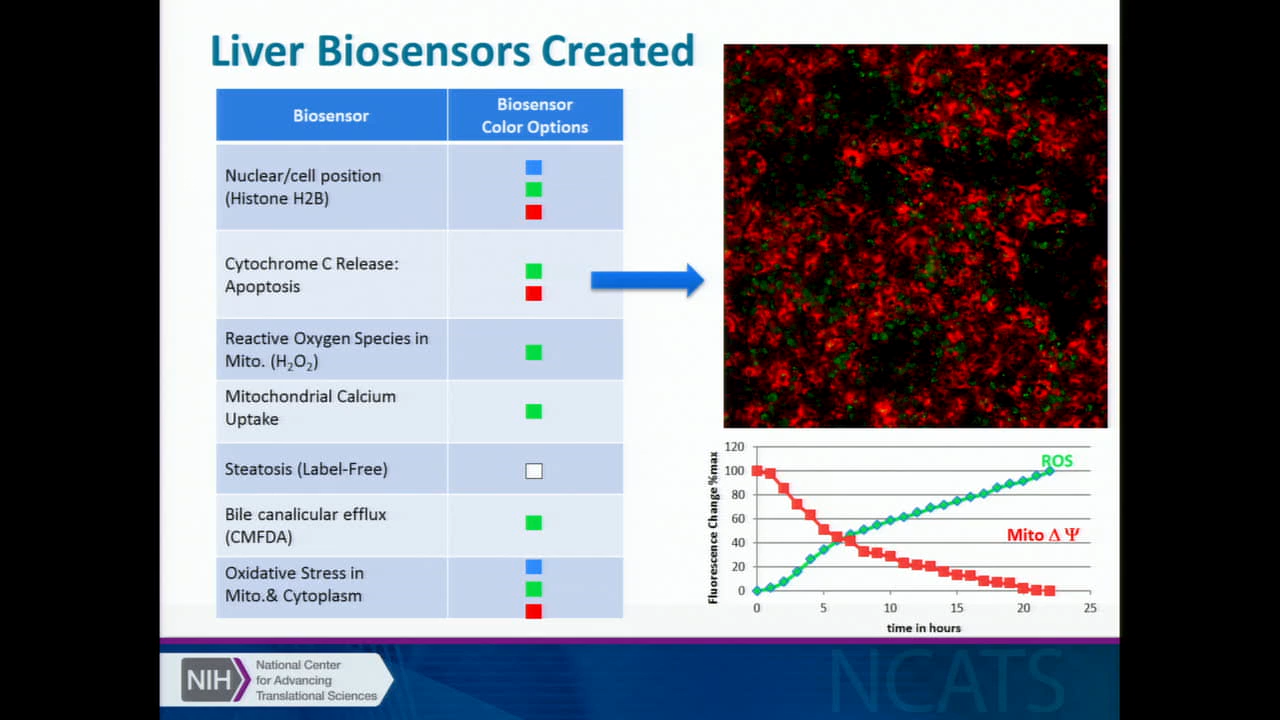 Liver Biosensors Created
Biosensor
Biosensor
Color Options
Nuclear/cell position
(Histone H2B)
Cytochrome C Release:
Apoptosis
Reactive Oxygen Species in
Mito. (H₂O₂)
Mitochondrial Calcium
Uptake
Steatosis (Label-Free)
Bile canalicular efflux
(CMFDA)
Oxidative Stress in
Mito.& Cytoplasm
Fluorescence Change %max
120
100
80
60
40
20
0
ROS
Mito Δ Ψ
0 5 10 15 20 25
time in hours
NIH
National Center
for Advancing
Translational Sciences
NCATS